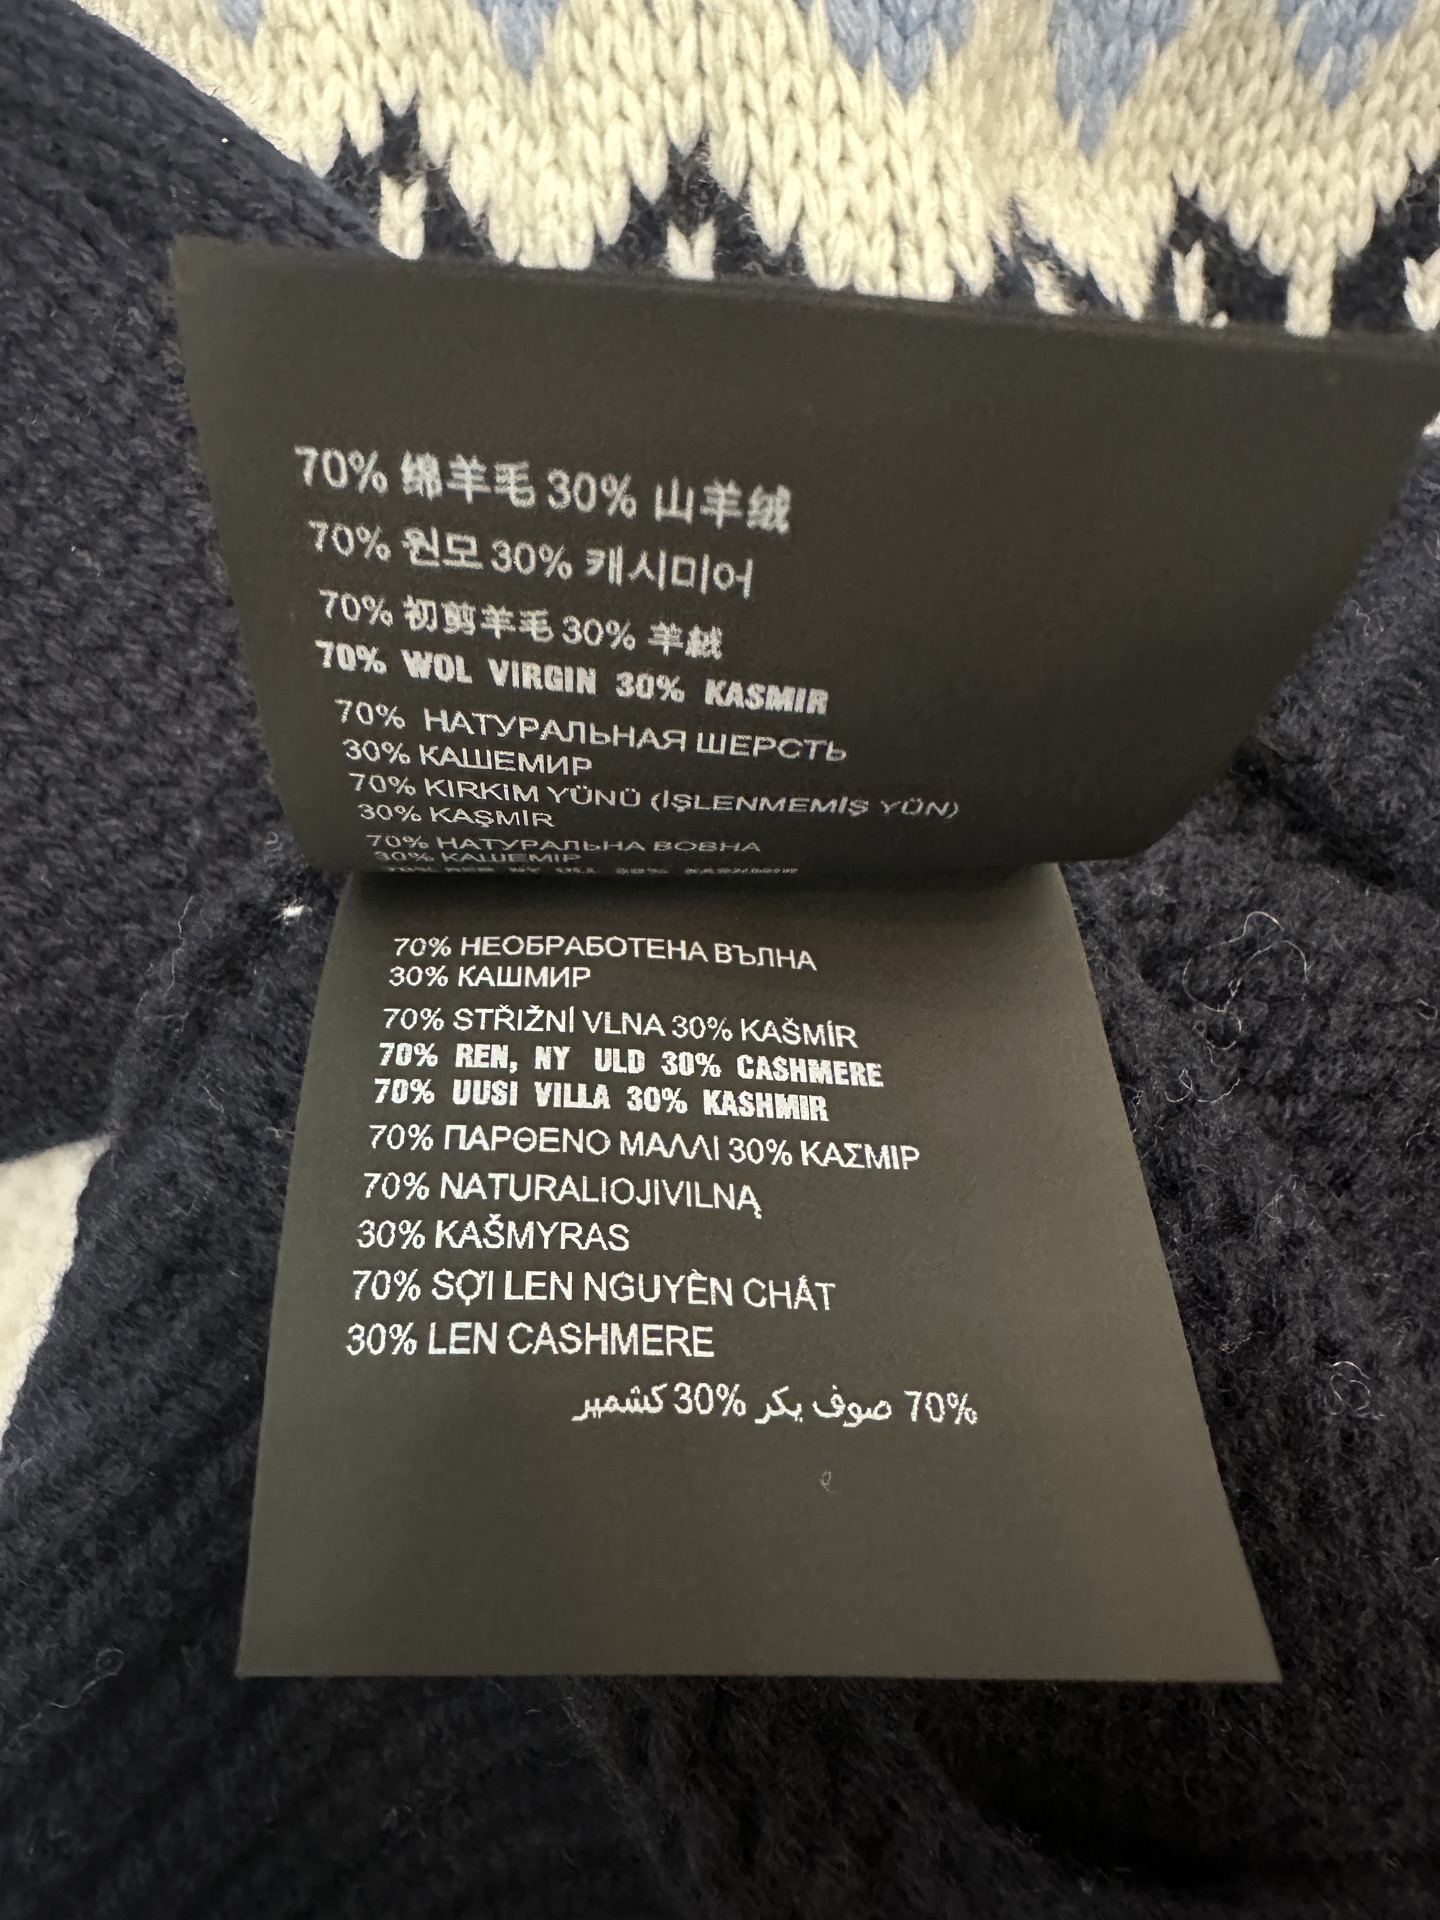 70% 绵羊毛 30% 山羊绒
70% 원모 30% 캐시미어
70% 初剪羊毛 30% 羊絨
70% WOL VIRGIN 30% KASMIR
70% НАТУРАЛЬНАЯ ШЕРСТЬ
30% КАШЕМИР
70% KIRKIM YÜNÜ (İŞLENMEMİŞ YÜN)
30% KAŞMİR
70% НАТУРАЛЬНА ВОВНА
30% КАШЕМІР
70% НЕОБРАБОТЕНА ВЪЛНА
30% КАШМИР
70% STŘIŽNÍ VLNA 30% KAŠMÍR
70% REN, NY ULD 30% CASHMERE
70% UUSI VILLA 30% KASHMIR
70% ΠΑΡΘΕΝΟ ΜΑΛΛΙ 30% ΚΑΣΜΙΡ
70% NATURALIOJIVILNĄ
30% KAŠMYRAS
70% SỢI LEN NGUYÊN CHẤT
30% LEN CASHMERE
70% صوف بكر 30% كشمير